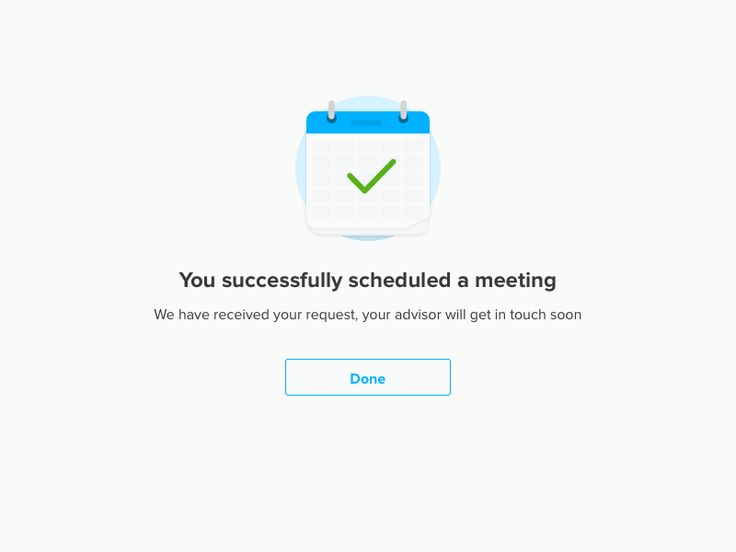 You successfully scheduled a meeting
We have received your request, your advisor will get in touch soon
Done